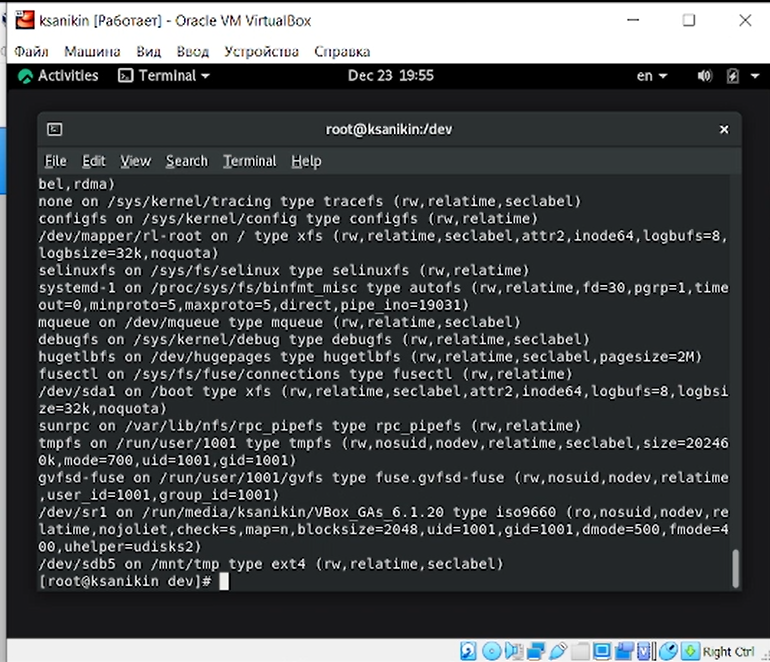 ksanikin [Работает] - Oracle VM VirtualBox
Файл Машина Вид Ввод Устройства Справка
Activities Terminal Dec 23 19:55 en
root@ksanikin:/dev
File Edit View Search Terminal Help
bel,rdma)
none on /sys/kernel/tracing type tracefs (rw,relatime,seclabel)
configfs on /sys/kernel/config type configfs (rw,relatime)
/dev/mapper/rl-root on / type xfs (rw,relatime,seclabel,attr2,inode64,logbufs=8,
logbsize=32k,noquota)
selinuxfs on /sys/fs/selinux type selinuxfs (rw,relatime)
systemd-1 on /proc/sys/fs/binfmt_misc type autofs (rw,relatime,fd=30,pgrp=1,time
out=0,minproto=5,maxproto=5,direct,pipe_ino=19031)
mqueue on /dev/mqueue type mqueue (rw,relatime,seclabel)
debugfs on /sys/kernel/debug type debugfs (rw,relatime,seclabel)
hugetlbfs on /dev/hugepages type hugetlbfs (rw,relatime,seclabel,pagesize=2M)
fusectl on /sys/fs/fuse/connections type fusectl (rw,relatime)
/dev/sda1 on /boot type xfs (rw,relatime,seclabel,attr2,inode64,logbufs=8,logbsi
ze=32k,noquota)
sunrpc on /var/lib/nfs/rpc_pipefs type rpc_pipefs (rw,relatime)
tmpfs on /run/user/1001 type tmpfs (rw,nosuid,nodev,relatime,seclabel,size=20246
0k,mode=700,uid=1001,gid=1001)
gvfsd-fuse on /run/user/1001/gvfs type fuse.gvfsd-fuse (rw,nosuid,nodev,relatime
,user_id=1001,group_id=1001)
/dev/sr1 on /run/media/ksanikin/VBox_GAs_6.1.20 type iso9660 (ro,nosuid,nodev,re
latime,nojoliet,check=s,map=n,blocksize=2048,uid=1001,gid=1001,dmode=500,fmode=4
00,uhelper=udisks2)
/dev/sdb5 on /mnt/tmp type ext4 (rw,relatime,seclabel)
[root@ksanikin dev]#
Right Ctrl